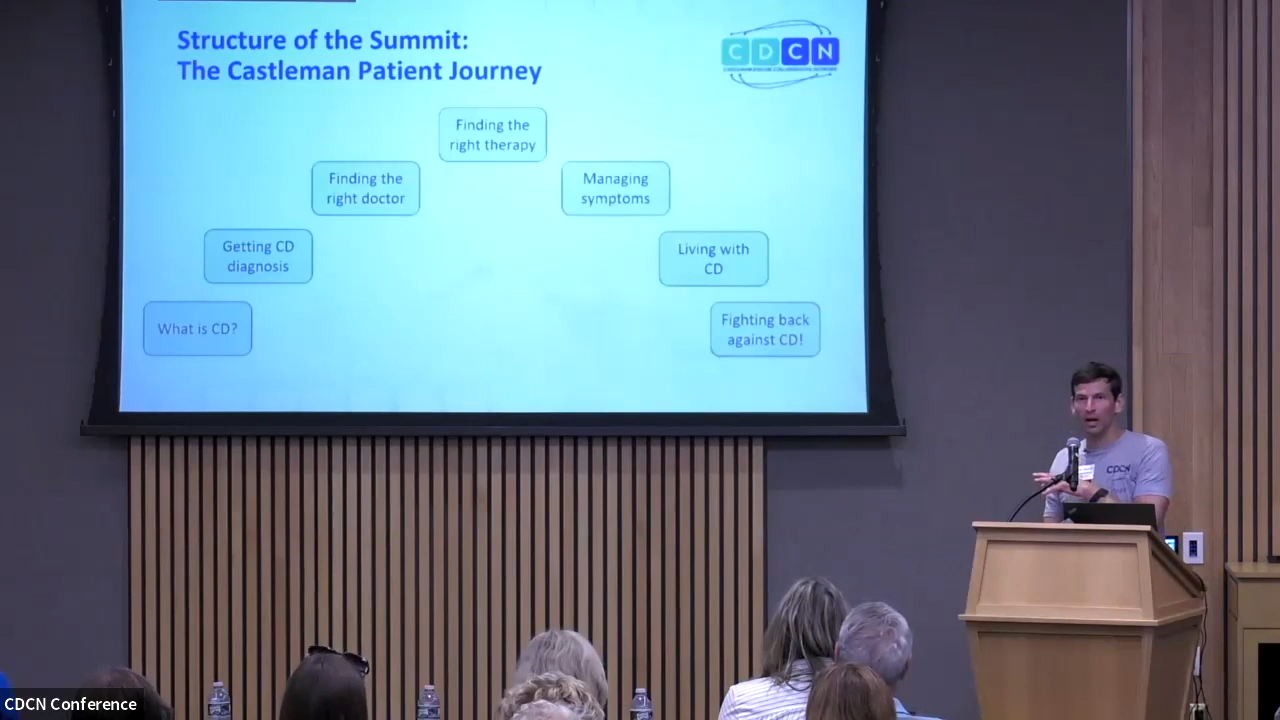 Structure of the Summit:
The Castleman Patient Journey
CDCN
Finding the
right therapy
Finding the
right doctor
Managing
symptoms
Getting CD
diagnosis
Living with
CD
What is CD?
Fighting back
against CD!
CDCN
CDCN Conference